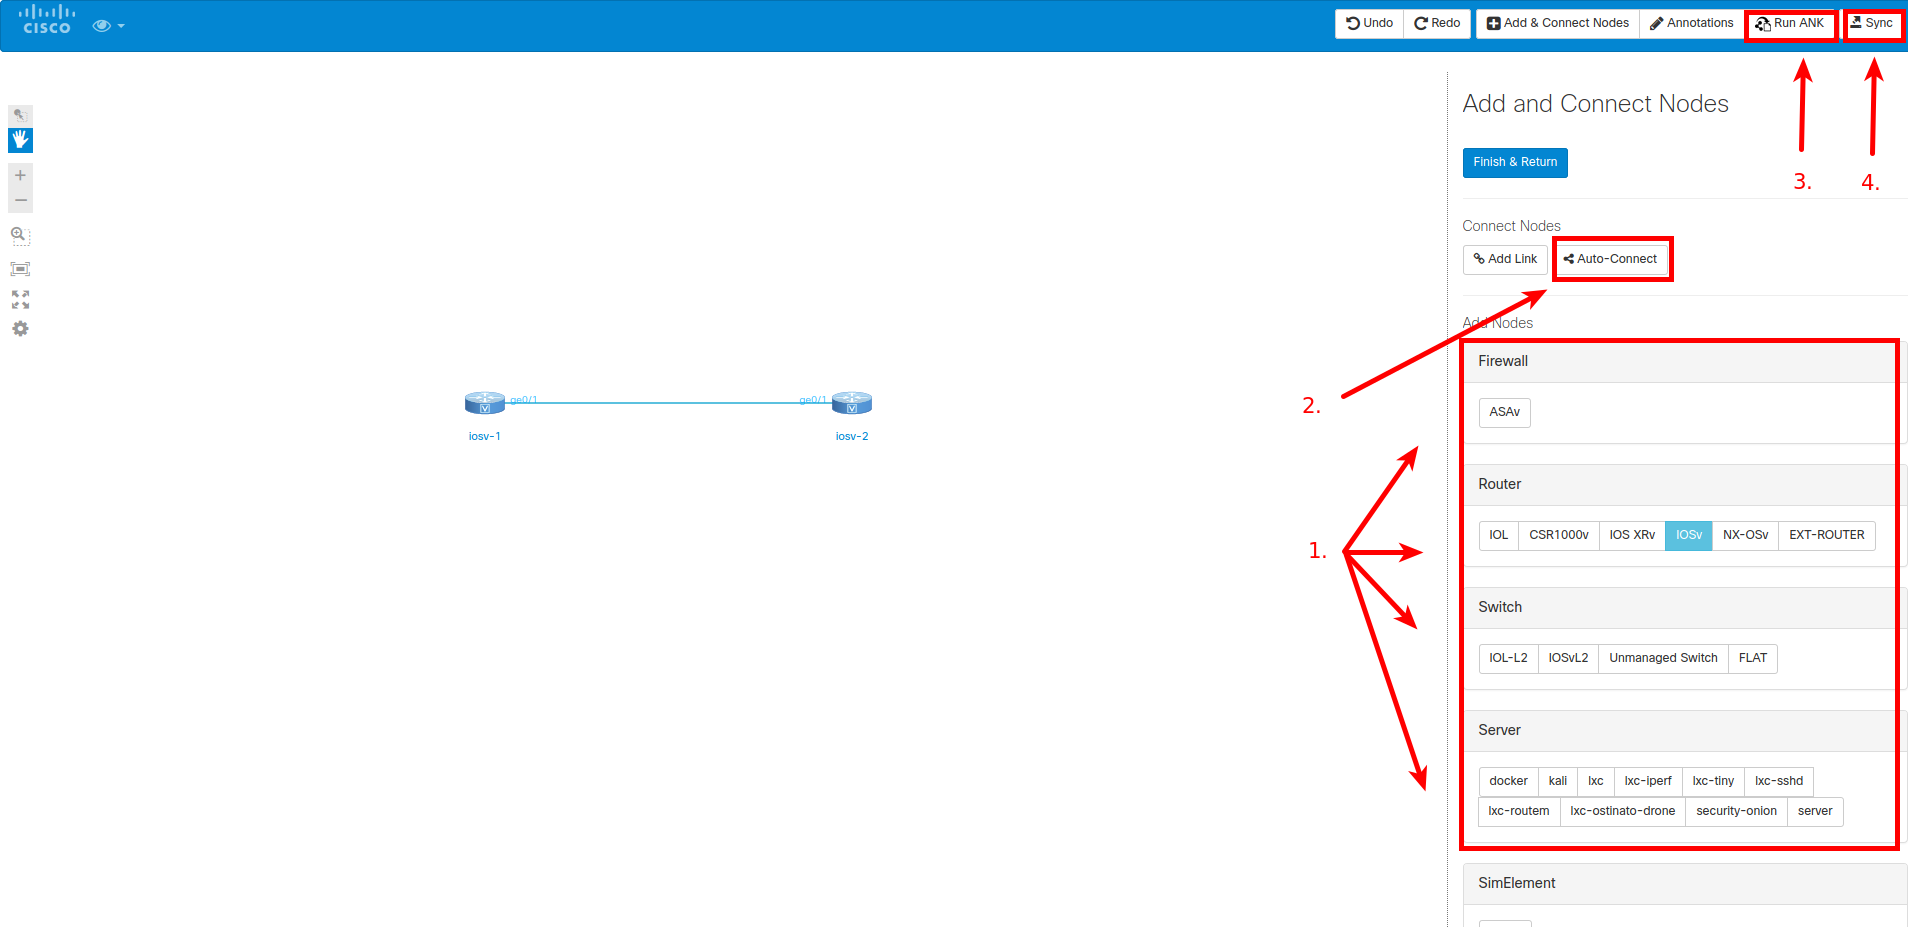 CISCO
Undo Redo Add & Connect Nodes Annotations Run ANK Sync
Add and Connect Nodes
Finish & Return
3. 4.
Connect Nodes
Add Link Auto-Connect
Add Nodes
Firewall
ge0/1 ge0/1
2.
ASAv
iosv-1 iosv-2
Router
IOL CSR1000v IOS XRv IOSv NX-OSv EXT-ROUTER
1.
Switch
IOL-L2 IOSvL2 Unmanaged Switch FLAT
Server
docker kali lxc lxc-iperf lxc-tiny lxc-sshd
lxc-routem lxc-ostinato-drone security-onion server
SimElement